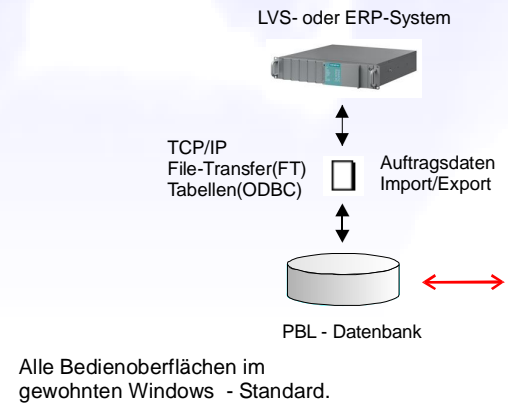 LVS- oder ERP-System
TCP/IP
File-Transfer(FT)
Tabellen(ODBC)
Auftragsdaten
Import/Export
PBL - Datenbank
Alle Bedienoberflächen im
gewohnten Windows - Standard.